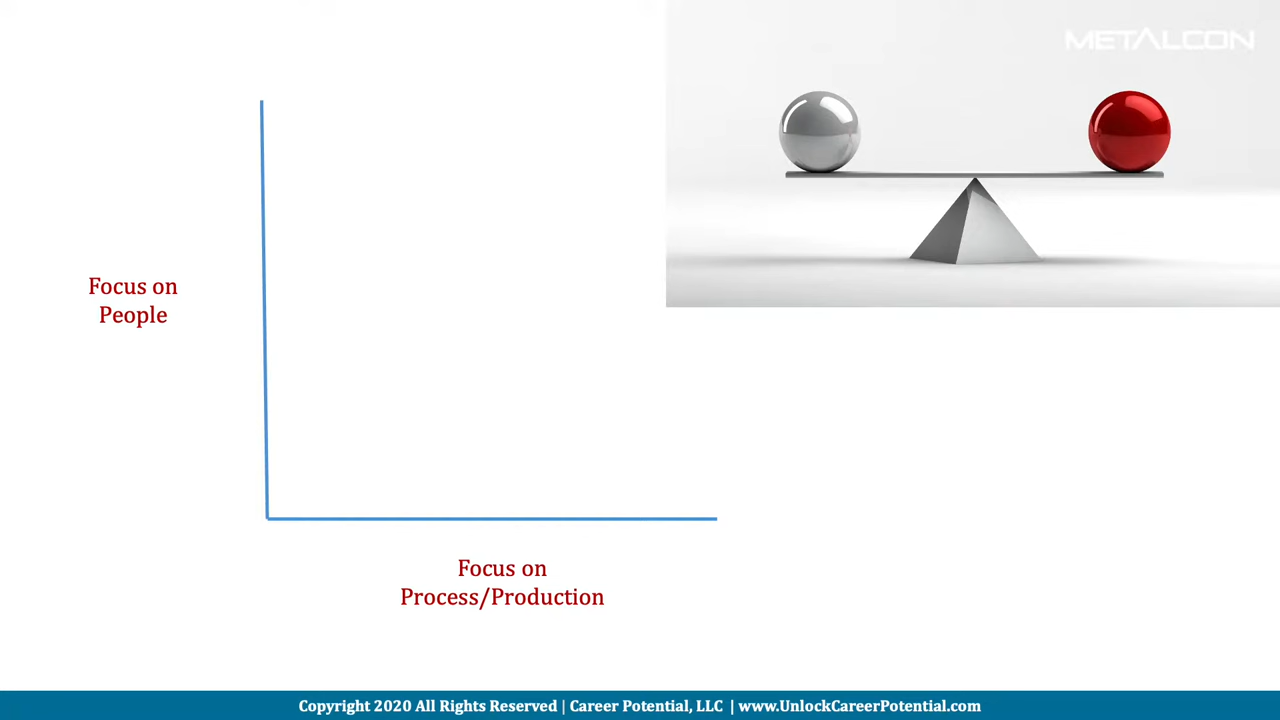 METALCON
Focus on
People
Focus on
Process/Production
Copyright 2020 All Rights Reserved | Career Potential, LLC | www.UnlockCareerPotential.com